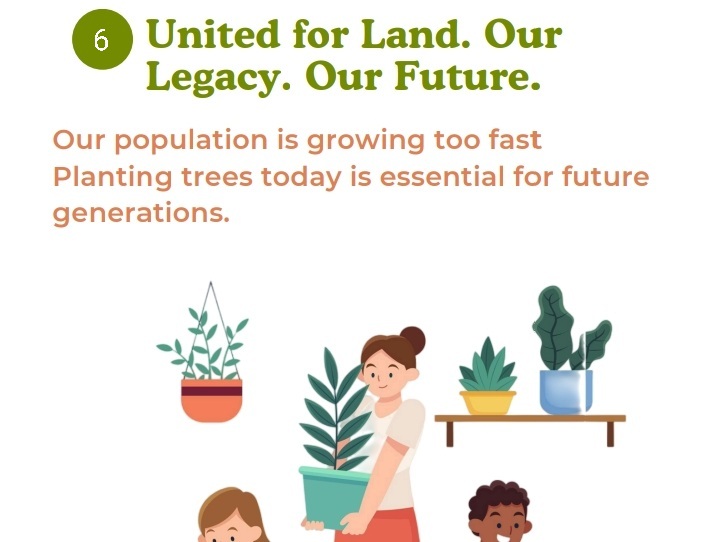 6
United for Land. Our
Legacy. Our Future.
Our population is growing too fast
Planting trees today is essential for future
generations.